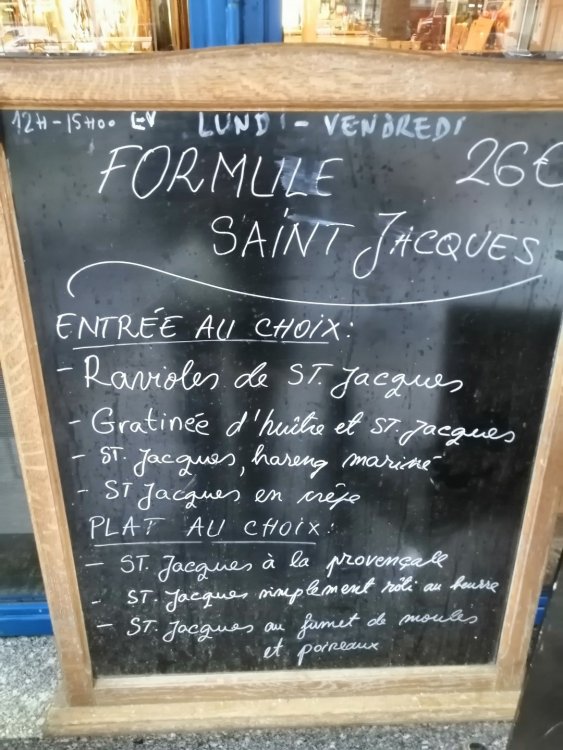 12H-15H00 LUNDI - VENDREDI
FORMULE 26€
SAINT JACQUES
ENTRÉE AU CHOIX:
- Ravioles de ST. Jacques
- Gratinée d'huître et ST. Jacques
- ST. Jacques, hareng mariné
- ST Jacques en crêpe
PLAT AU CHOIX:
- ST. Jacques à la provençale
- ST. Jacques simplement rôti au beurre
- ST. Jacques au fumet de moules
et poireaux